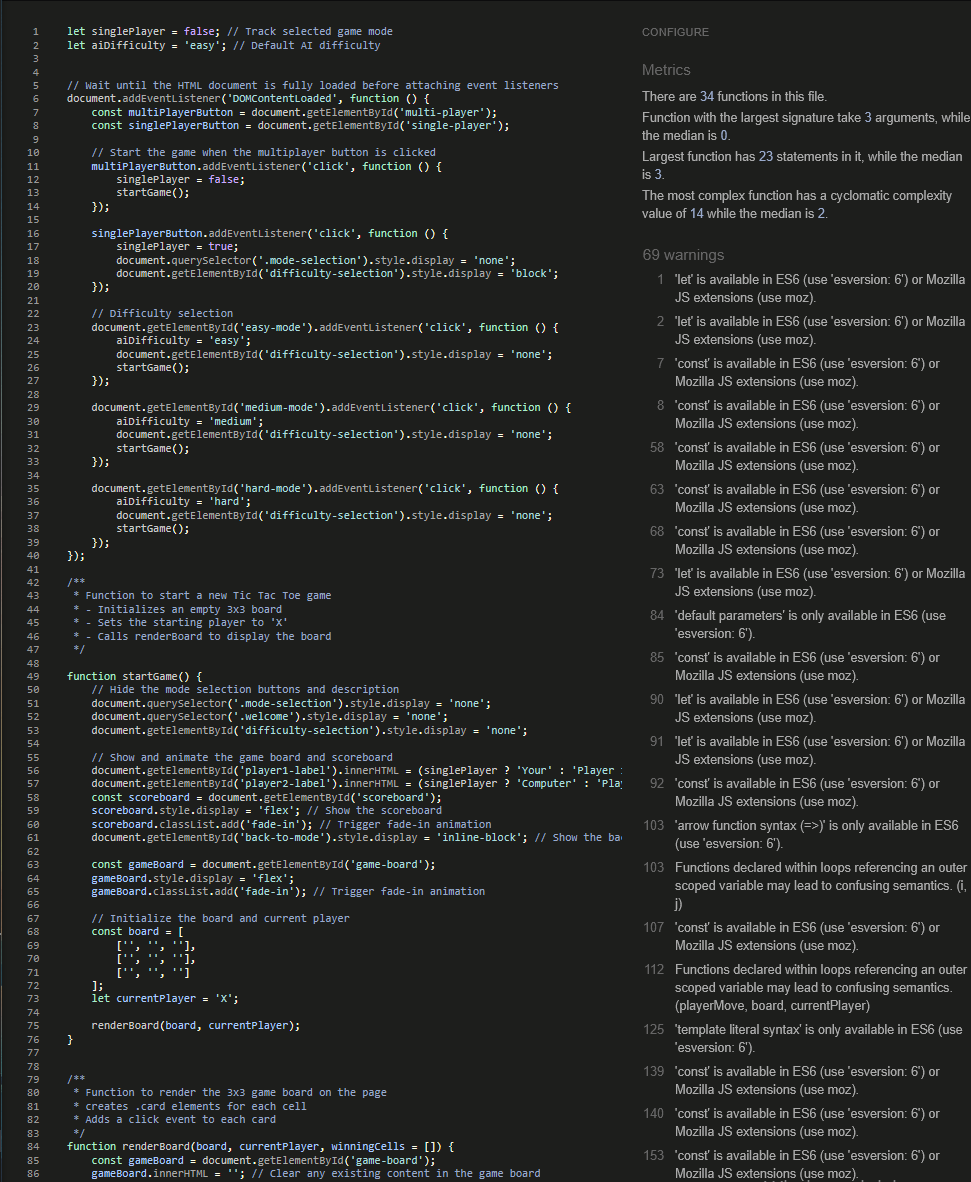 1 let singlePlayer = false; // Track selected game mode
2 let aiDifficulty = 'easy'; // Default AI difficulty
3
4
5 // Wait until the HTML document is fully loaded before attaching event listeners
6 document.addEventListener('DOMContentLoaded', function () {
7 const multiPlayerButton = document.getElementById('multi-player');
8 const singlePlayerButton = document.getElementById('single-player');
9
10 // Start the game when the multiplayer button is clicked
11 multiPlayerButton.addEventListener('click', function () {
12 singlePlayer = false;
13 startGame();
14 });
15
16 singlePlayerButton.addEventListener('click', function () {
17 singlePlayer = true;
18 document.querySelector('.mode-selection').style.display = 'none';
19 document.getElementById('difficulty-selection').style.display = 'block';
20 });
21
22 // Difficulty selection
23 document.getElementById('easy-mode').addEventListener('click', function () {
24 aiDifficulty = 'easy';
25 document.getElementById('difficulty-selection').style.display = 'none';
26 startGame();
27 });
28
29 document.getElementById('medium-mode').addEventListener('click', function () {
30 aiDifficulty = 'medium';
31 document.getElementById('difficulty-selection').style.display = 'none';
32 startGame();
33 });
34
35 document.getElementById('hard-mode').addEventListener('click', function () {
36 aiDifficulty = 'hard';
37 document.getElementById('difficulty-selection').style.display = 'none';
38 startGame();
39 });
40 });
41
42 /**
43 * Function to start a new Tic Tac Toe game
44 * - Initializes an empty 3x3 board
45 * - Sets the starting player to 'X'
46 * - Calls renderBoard to display the board
47 */
48
49 function startGame() {
50 // Hide the mode selection buttons and description
51 document.querySelector('.mode-selection').style.display = 'none';
52 document.querySelector('.welcome').style.display = 'none';
53 document.getElementById('difficulty-selection').style.display = 'none';
54
55 // Show and animate the game board and scoreboard
56 document.getElementById('player1-label').innerHTML = (singlePlayer ? 'Your' : 'Player
57 document.getElementById('player2-label').innerHTML = (singlePlayer ? 'Computer' : 'Pla
58 const scoreboard = document.getElementById('scoreboard');
59 scoreboard.style.display = 'flex'; // Show the scoreboard
60 scoreboard.classList.add('fade-in'); // Trigger fade-in animation
61 document.getElementById('back-to-mode').style.display = 'inline-block'; // Show the ba
62
63 const gameBoard = document.getElementById('game-board');
64 gameBoard.style.display = 'flex';
65 gameBoard.classList.add('fade-in'); // Trigger fade-in animation
66
67 // Initialize the board and current player
68 const board = [
69 ['', '', ''],
70 ['', '', ''],
71 ['', '', '']
72 ];
73 let currentPlayer = 'X';
74
75 renderBoard(board, currentPlayer);
76 }
77
78
79 /**
80 * Function to render the 3x3 game board on the page
81 * creates .card elements for each cell
82 * Adds a click event to each card
83 */
84 function renderBoard(board, currentPlayer, winningCells = []) {
85 const gameBoard = document.getElementById('game-board');
86 gameBoard.innerHTML = ''; // Clear any existing content in the game board
CONFIGURE
Metrics
There are 34 functions in this file.
Function with the largest signature take 3 arguments, while
the median is 0.
Largest function has 23 statements in it, while the median
is 3.
The most complex function has a cyclomatic complexity
value of 14 while the median is 2.
69 warnings
1 'let' is available in ES6 (use 'esversion: 6') or Mozilla
JS extensions (use moz).
2 'let' is available in ES6 (use 'esversion: 6') or Mozilla
JS extensions (use moz).
7 'const' is available in ES6 (use 'esversion: 6') or
Mozilla JS extensions (use moz).
8 'const' is available in ES6 (use 'esversion: 6') or
Mozilla JS extensions (use moz).
58 'const' is available in ES6 (use 'esversion: 6') or
Mozilla JS extensions (use moz).
63 'const' is available in ES6 (use 'esversion: 6') or
Mozilla JS extensions (use moz).
68 'const' is available in ES6 (use 'esversion: 6') or
Mozilla JS extensions (use moz).
73 'let' is available in ES6 (use 'esversion: 6') or Mozilla
JS extensions (use moz).
84 'default parameters' is only available in ES6 (use
'esversion: 6').
85 'const' is available in ES6 (use 'esversion: 6') or
Mozilla JS extensions (use moz).
90 'let' is available in ES6 (use 'esversion: 6') or Mozilla
JS extensions (use moz).
91 'let' is available in ES6 (use 'esversion: 6') or Mozilla
JS extensions (use moz).
92 'const' is available in ES6 (use 'esversion: 6') or
Mozilla JS extensions (use moz).
103 'arrow function syntax (=>)' is only available in ES6
(use 'esversion: 6').
103 Functions declared within loops referencing an outer
scoped variable may lead to confusing semantics. (i,
j)
107 'const' is available in ES6 (use 'esversion: 6') or
Mozilla JS extensions (use moz).
112 Functions declared within loops referencing an outer
scoped variable may lead to confusing semantics.
(playerMove, board, currentPlayer)
125 'template literal syntax' is only available in ES6 (use
'esversion: 6').
139 'const' is available in ES6 (use 'esversion: 6') or
Mozilla JS extensions (use moz).
140 'const' is available in ES6 (use 'esversion: 6') or
Mozilla JS extensions (use moz).
153 'const' is available in ES6 (use 'esversion: 6') or
Mozilla JS extensions (use moz).